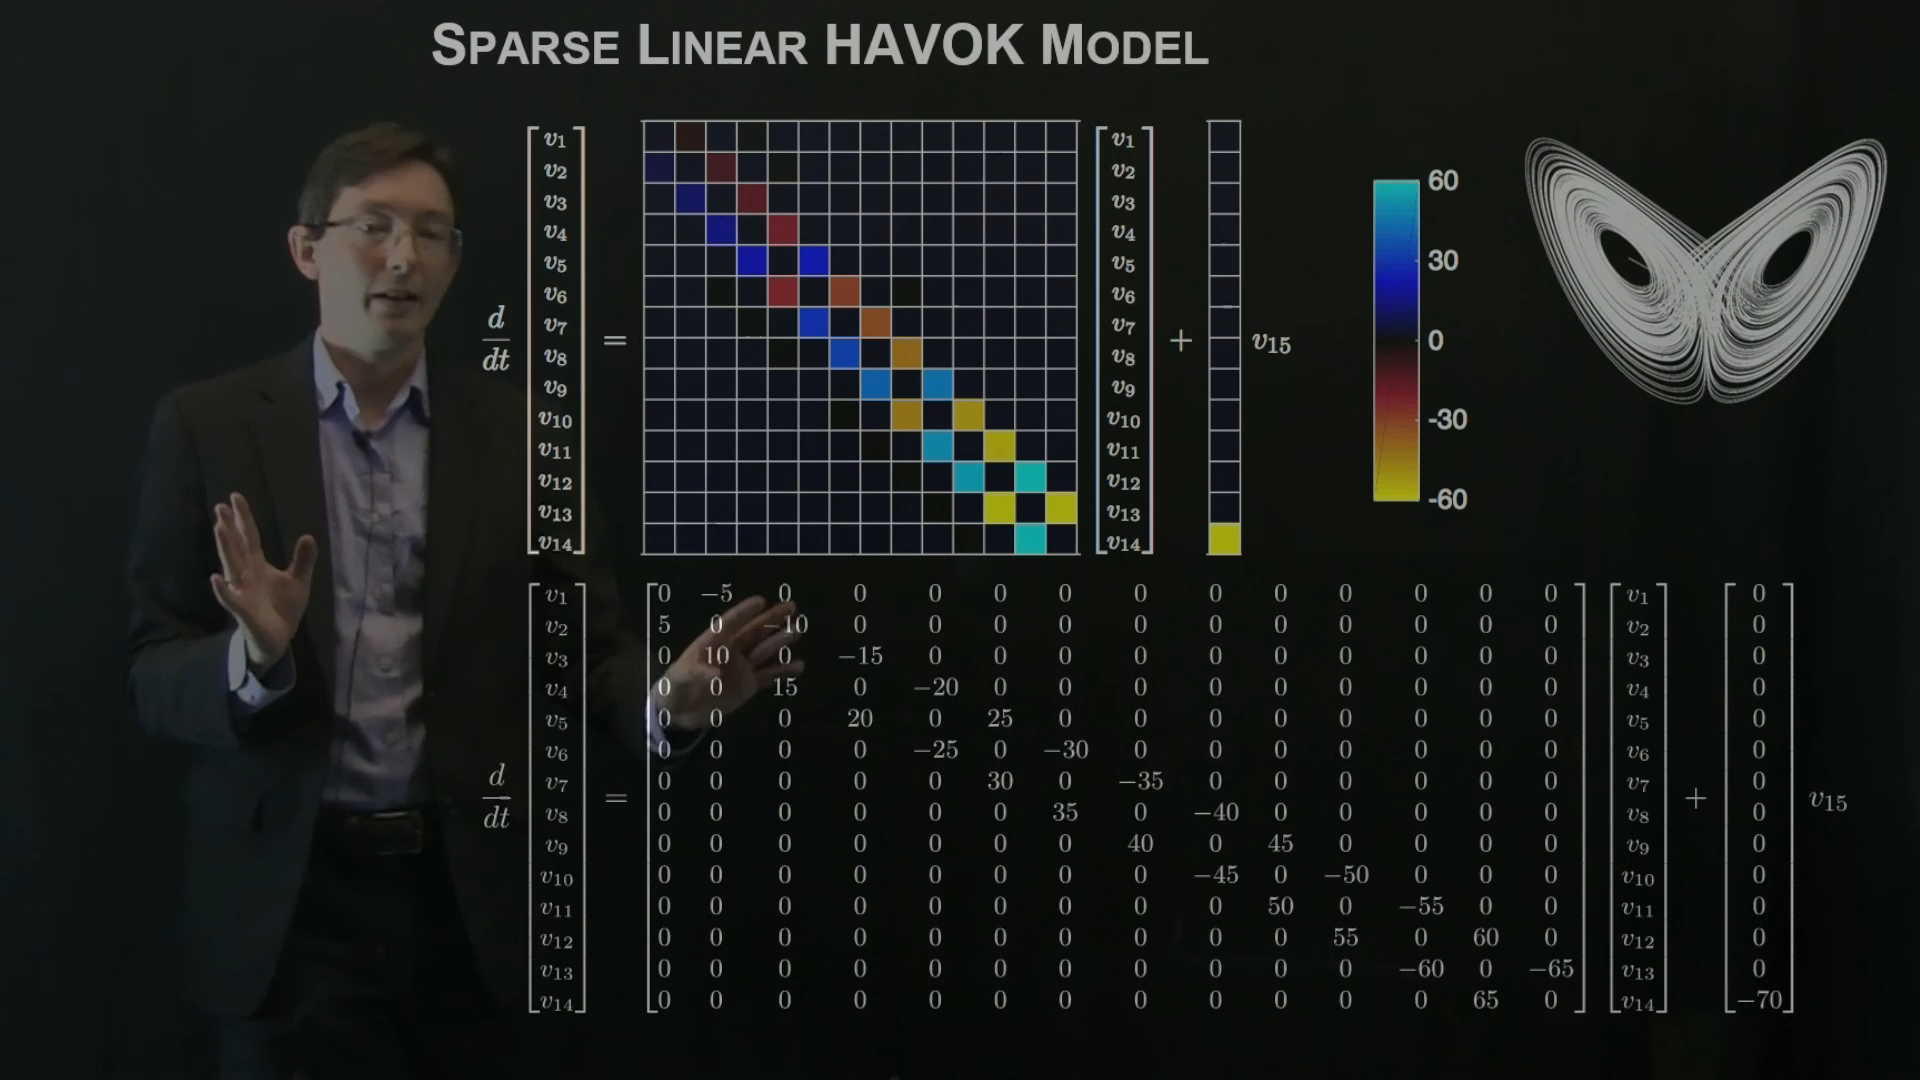 SPARSE LINEAR HAVOK MODEL
d/dt [v1 v2 v3 v4 v5 v6 v7 v8 v9 v10 v11 v12 v13 v14] = [v1 v2 v3 v4 v5 v6 v7 v8 v9 v10 v11 v12 v13 v14] + v15
60
30
0
-30
-60
d/dt =
v1 0 −5 0 0 0 0 0 0 0 0 0 0 0 0 v1 0
v2 5 0 −10 0 0 0 0 0 0 0 0 0 0 0 v2 0
v3 0 10 0 −15 0 0 0 0 0 0 0 0 0 0 v3 0
v4 0 0 15 0 −20 0 0 0 0 0 0 0 0 0 v4 0
v5 0 0 0 20 0 25 0 0 0 0 0 0 0 0 v5 0
v6 0 0 0 0 −25 0 −30 0 0 0 0 0 0 0 v6 0
v7 0 0 0 0 0 30 0 −35 0 0 0 0 0 0 v7 0
v8 0 0 0 0 0 0 35 0 −40 0 0 0 0 0 v8 0
v9 0 0 0 0 0 0 0 40 0 45 0 0 0 0 v9 0
v10 0 0 0 0 0 0 0 0 −45 0 −50 0 0 0 v10 0
v11 0 0 0 0 0 0 0 0 0 50 0 −55 0 0 v11 0
v12 0 0 0 0 0 0 0 0 0 0 55 0 60 0 v12 0
v13 0 0 0 0 0 0 0 0 0 0 0 −60 0 −65 v13 0
v14 0 0 0 0 0 0 0 0 0 0 0 0 65 0 v14 −70
+ v15